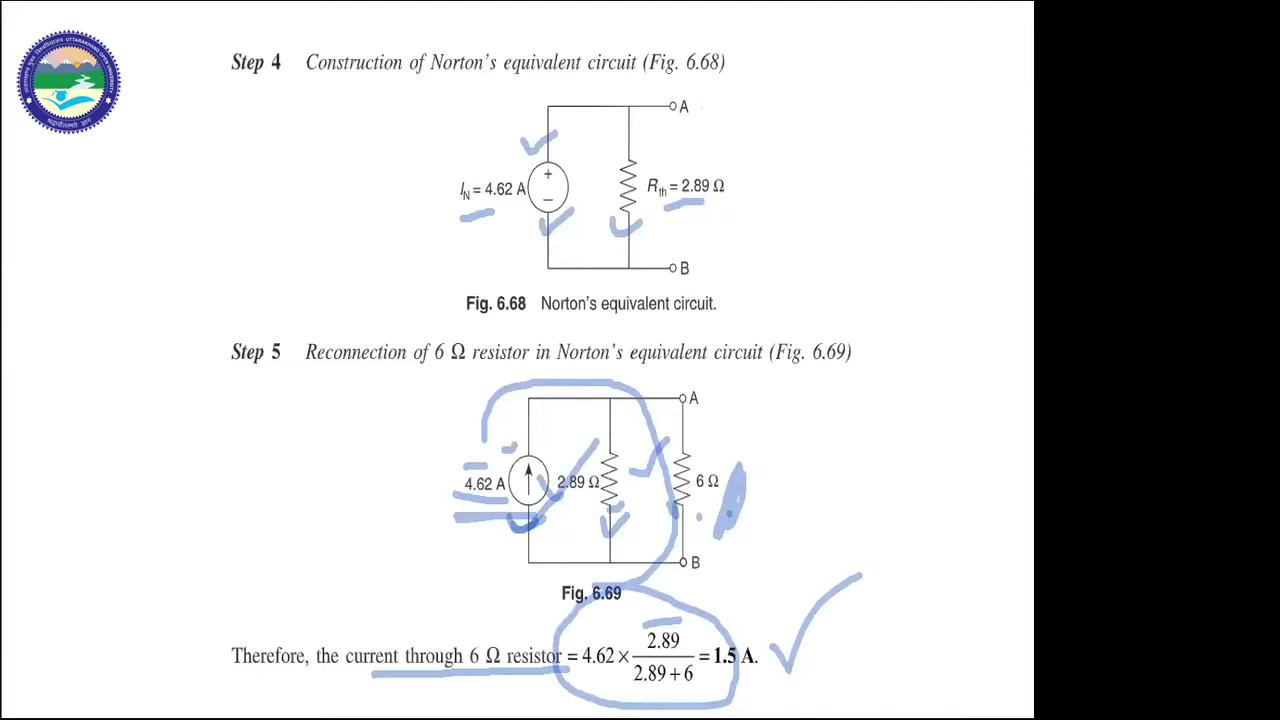 Step 4 Construction of Norton's equivalent circuit (Fig. 6.68)
A
+
I_N = 4.62 A
R_th = 2.89 Ω
−
B
Fig. 6.68 Norton's equivalent circuit.
Step 5 Reconnection of 6 Ω resistor in Norton's equivalent circuit (Fig. 6.69)
A
4.62 A 2.89 Ω 6 Ω
B
Fig. 6.69
Therefore, the current through 6 Ω resistor = 4.62 × 2.89 / 2.89 + 6 = 1.5 A.